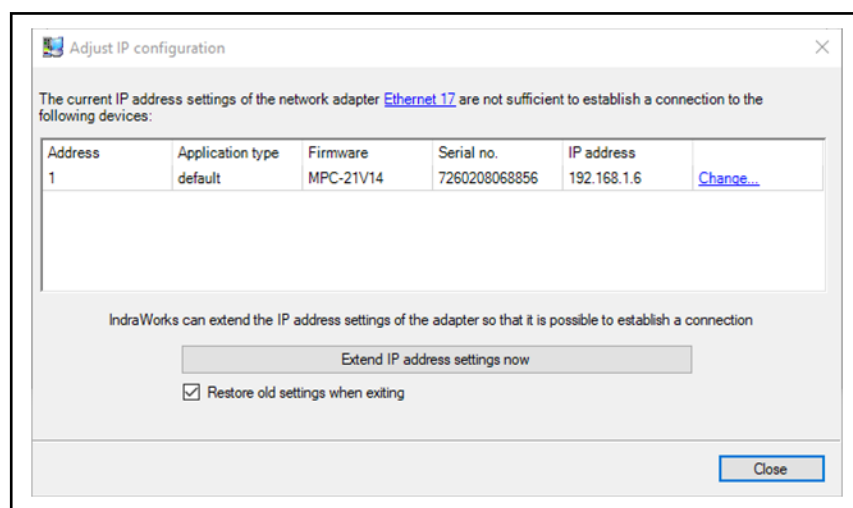 Adjust IP configuration
The current IP address settings of the network adapter Ethernet 17 are not sufficient to establish a connection to the
following devices:
Address Application type Firmware Serial no. IP address
1 default MPC-21V14 7260208068856 192.168.1.6 Change...
IndraWorks can extend the IP address settings of the adapter so that it is possible to establish a connection
Extend IP address settings now
Restore old settings when exiting
Close